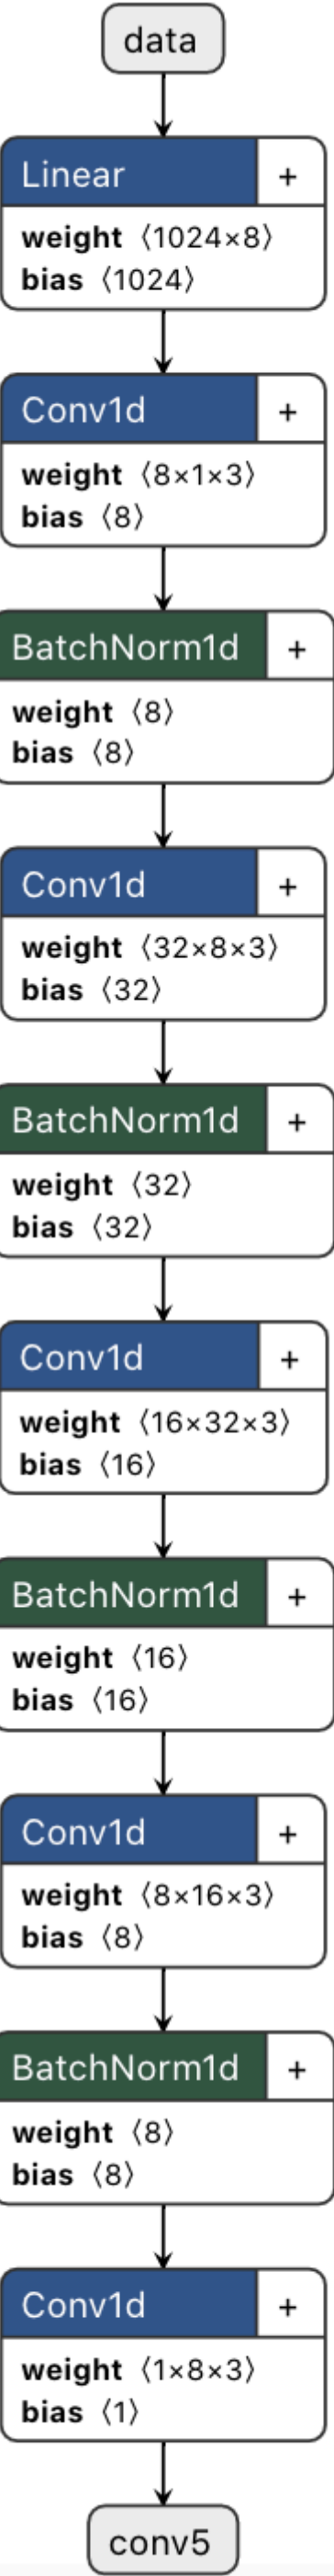 data
Linear +
weight ⟨1024×8⟩
bias ⟨1024⟩
Conv1d +
weight ⟨8×1×3⟩
bias ⟨8⟩
BatchNorm1d +
weight ⟨8⟩
bias ⟨8⟩
Conv1d +
weight ⟨32×8×3⟩
bias ⟨32⟩
BatchNorm1d +
weight ⟨32⟩
bias ⟨32⟩
Conv1d +
weight ⟨16×32×3⟩
bias ⟨16⟩
BatchNorm1d +
weight ⟨16⟩
bias ⟨16⟩
Conv1d +
weight ⟨8×16×3⟩
bias ⟨8⟩
BatchNorm1d +
weight ⟨8⟩
bias ⟨8⟩
Conv1d +
weight ⟨1×8×3⟩
bias ⟨1⟩
conv5